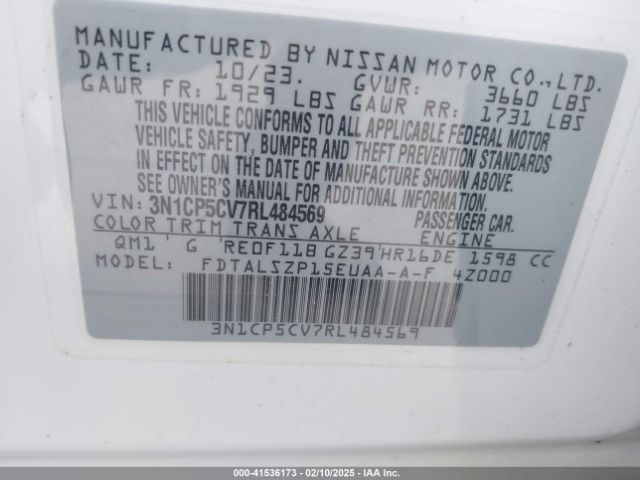 MANUFACTURED BY NISSAN MOTOR CO., LTD.
DATE: 10/23. GVWR: 3660 LBS
GAWR FR: 1929 LBS GAWR RR: 1731 LBS
THIS VEHICLE CONFORMS TO ALL APPLICABLE FEDERAL MOTOR
VEHICLE SAFETY, BUMPER AND THEFT PREVENTION STANDARDS
IN EFFECT ON THE DATE OF MANUFACTURE SHOWN ABOVE.
SEE OWNER'S MANUAL FOR ADDITIONAL INFORMATION.
VIN: 3N1CP5CV7RL484569 PASSENGER CAR.
COLOR TRIM TRANS AXLE ENGINE
QM1 G RE0F11B GZ39 HR16DE 1598 CC
MODEL: FDTALSZP15EUAA-A-F 4Z000
3N1CP5CV7RL484569
000-41536173 — 02/10/2025 — IAAI.COM